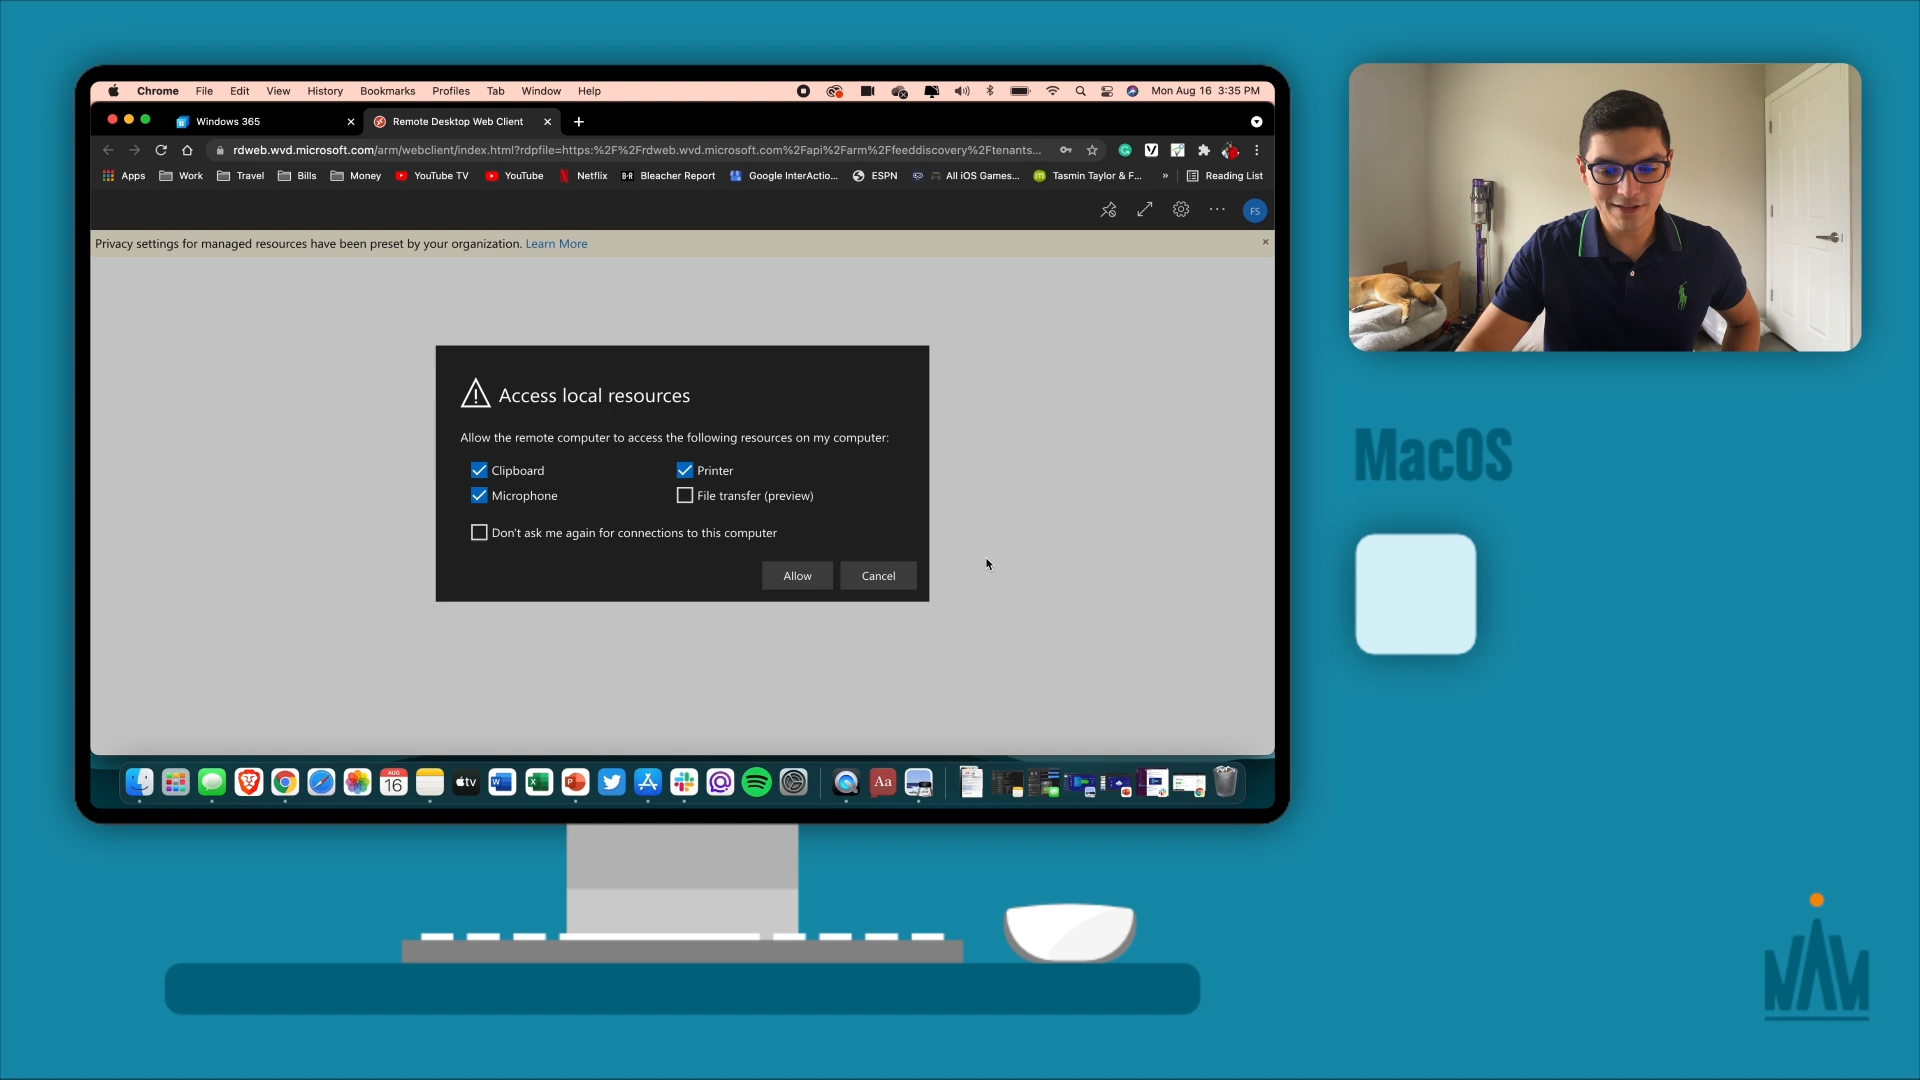 Chrome File Edit View History Bookmarks Profiles Tab Window Help Mon Aug 16 3:35 PM
Windows 365 Remote Desktop Web Client
rdweb.wvd.microsoft.com/arm/webclient/index.html?rdpfile=https:%2F%2Frdweb.wvd.microsoft.com%2Fapi%2Farm%2Ffeeddiscovery%2Ftenants...
Apps Work Travel Bills Money YouTube TV YouTube Netflix B·R Bleacher Report Google InterActio... ESPN All iOS Games... Tasmin Taylor & F... » Reading List
FS
Privacy settings for managed resources have been preset by your organization. Learn More
Access local resources
Allow the remote computer to access the following resources on my computer:
Clipboard Printer
Microphone File transfer (preview)
Don't ask me again for connections to this computer
Allow Cancel
MacOS
AUG
16
tv
Aa